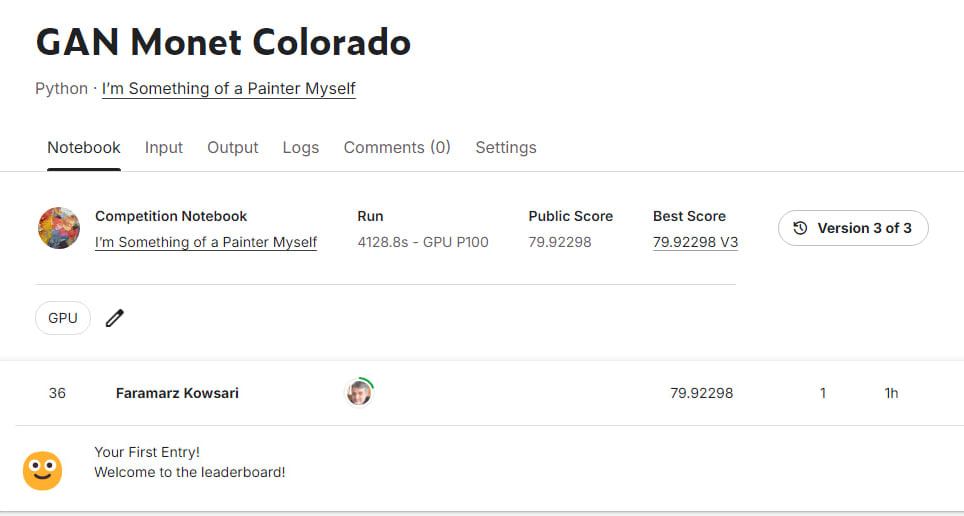 GAN Monet Colorado
Python · I'm Something of a Painter Myself
Notebook Input Output Logs Comments (0) Settings
Competition Notebook Run Public Score Best Score
I'm Something of a Painter Myself 4128.8s - GPU P100 79.92298 79.92298 V3 Version 3 of 3
GPU
36 Faramarz Kowsari 79.92298 1 1h
Your First Entry!
Welcome to the leaderboard!